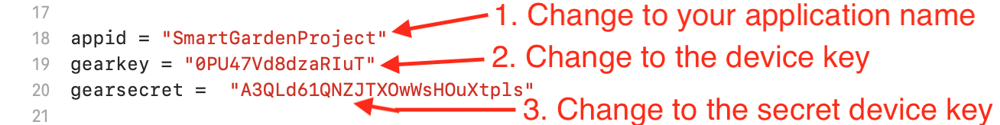 17
1. Change to your application name
18 appid = "SmartGardenProject"
19 gearkey = "0PU47Vd8dzaRIuT"
2. Change to the device key
20 gearsecret =  "A3QLd61QNZJTXOwWsHOuXtpls"
3. Change to the secret device key
21